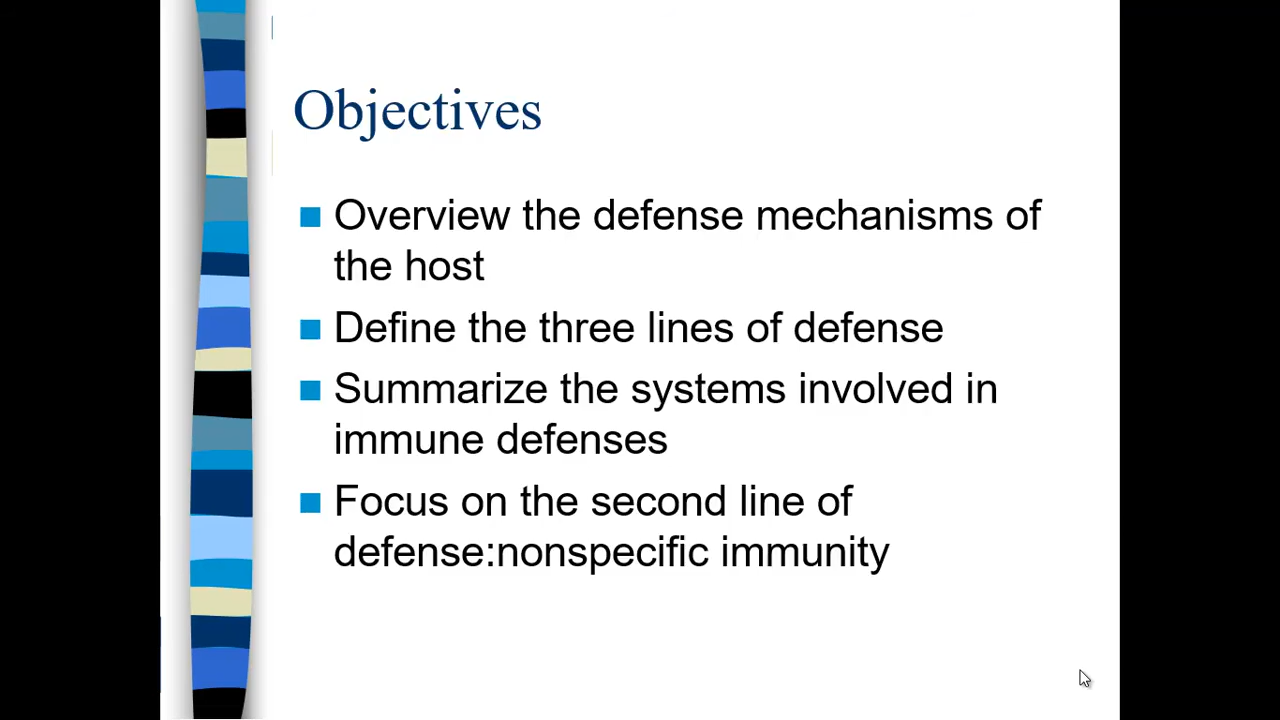 Objectives
Overview the defense mechanisms of
the host
Define the three lines of defense
Summarize the systems involved in
immune defenses
Focus on the second line of
defense:nonspecific immunity